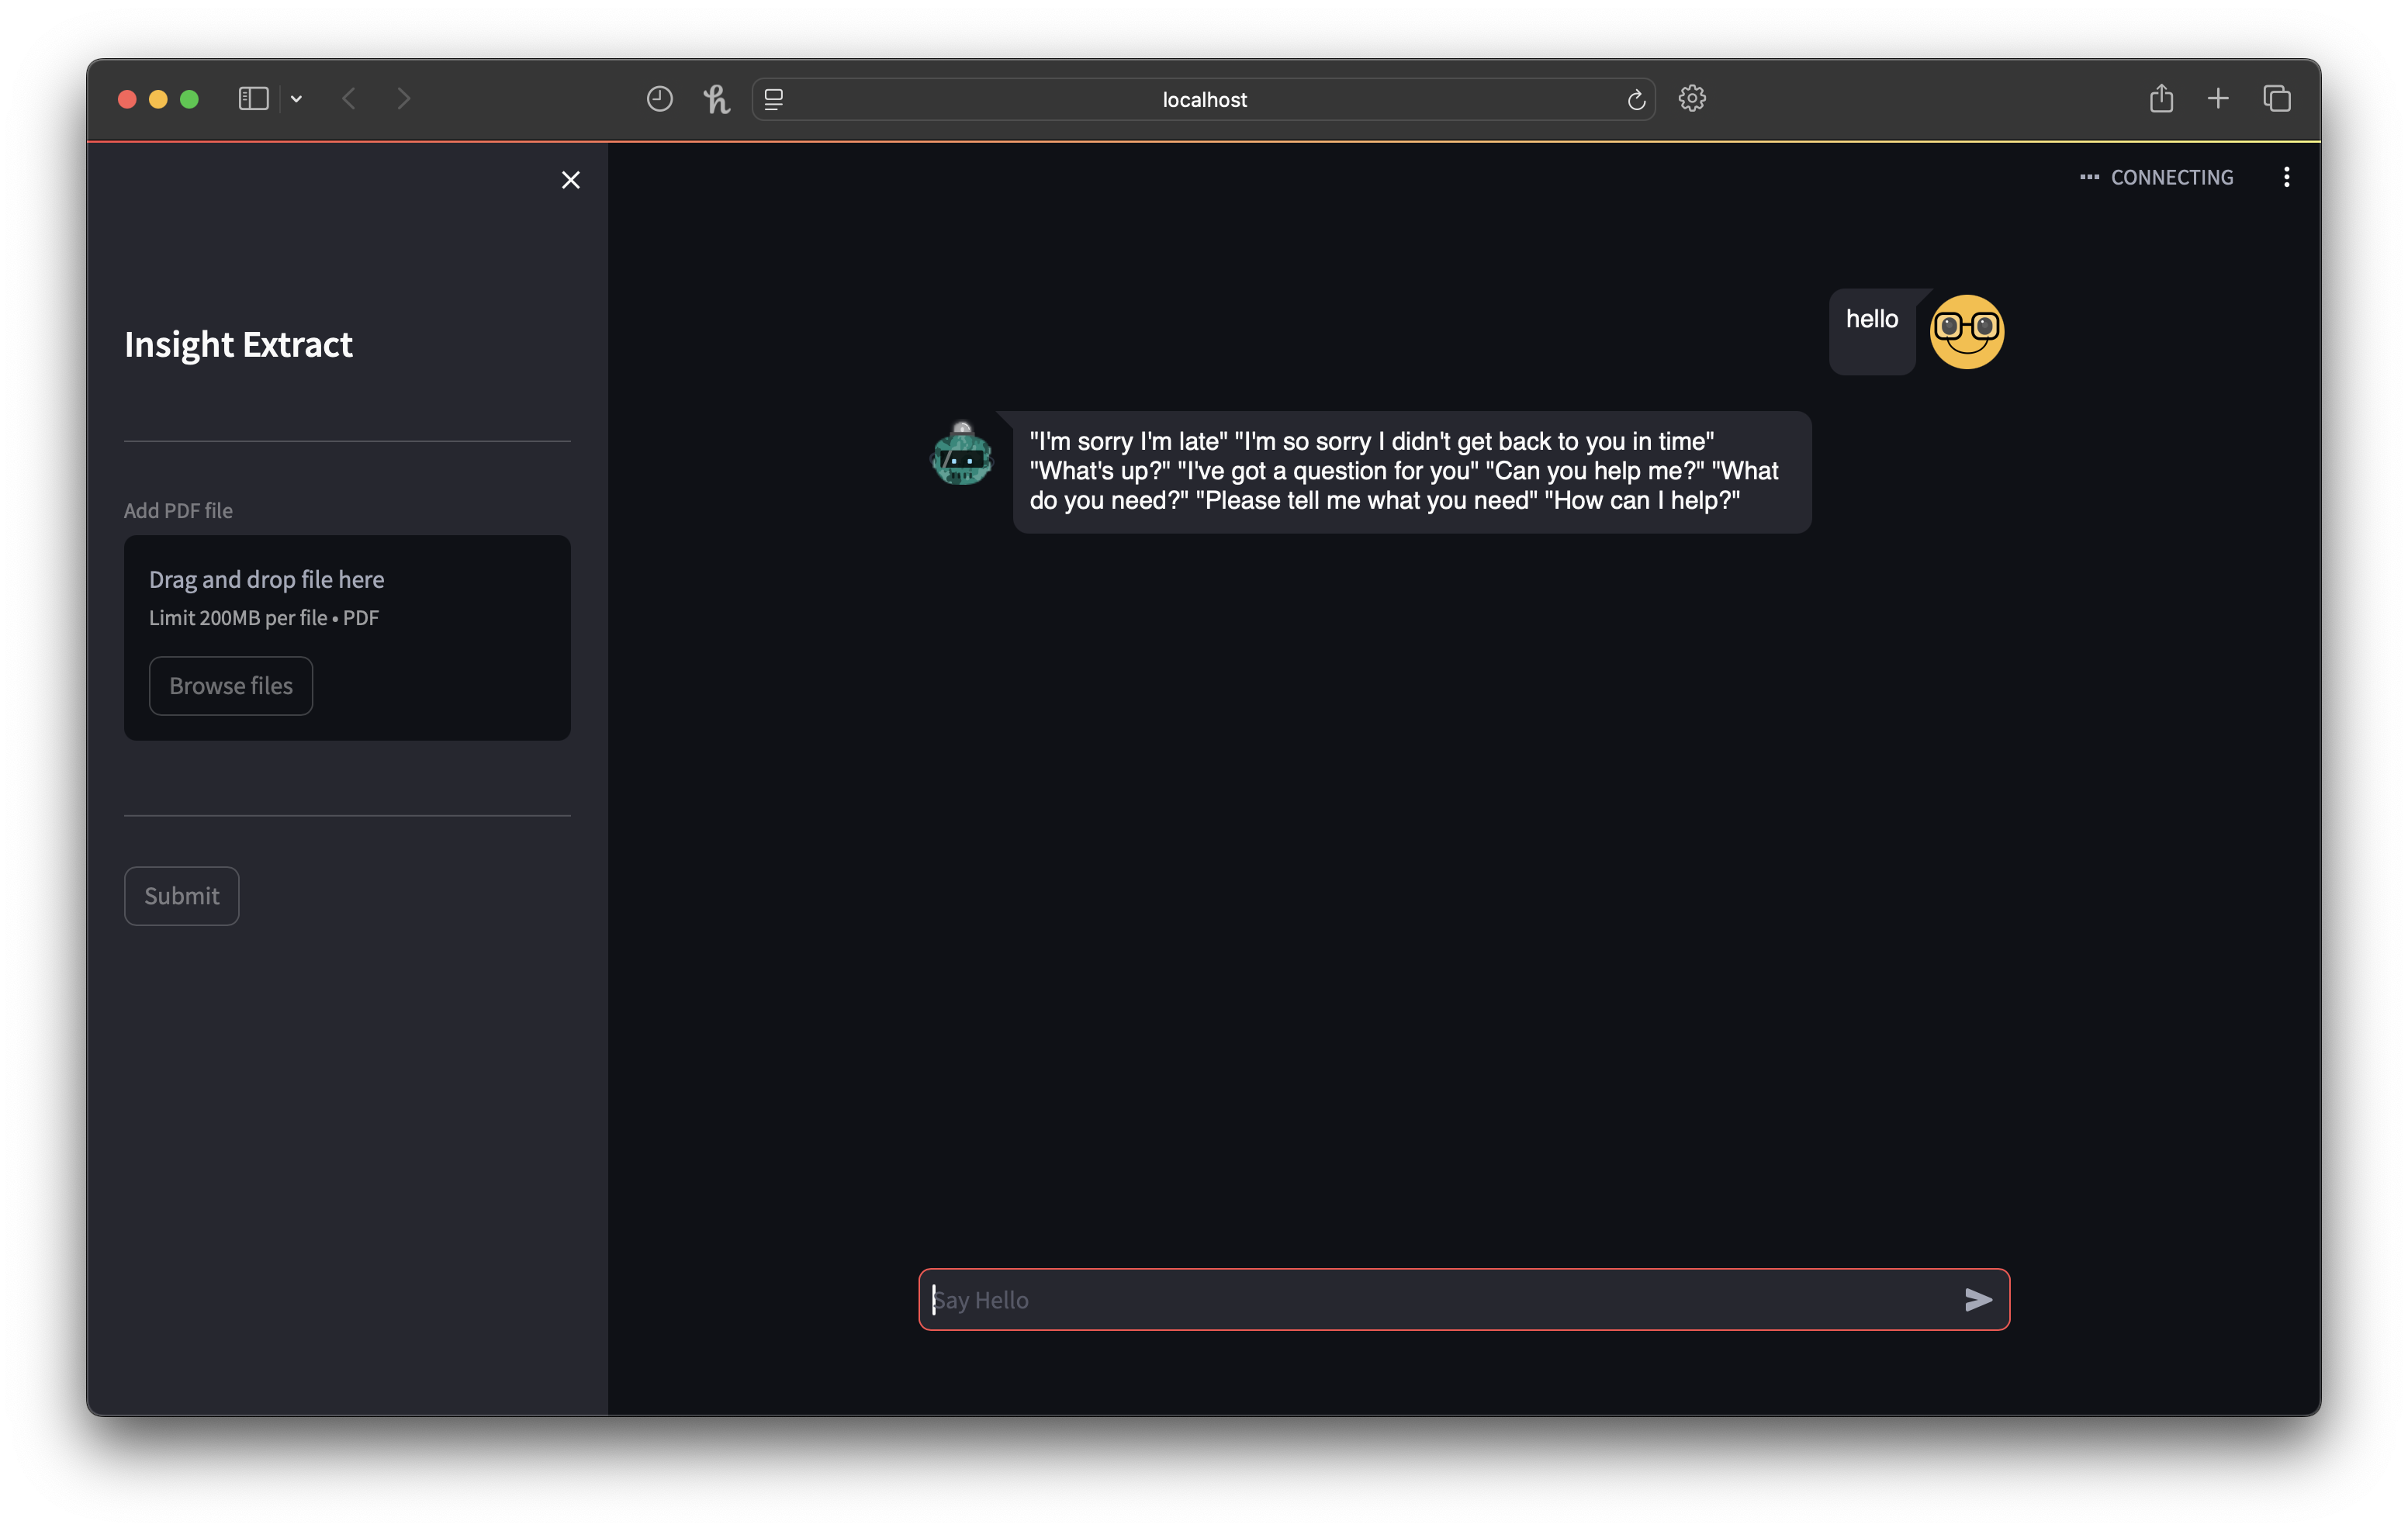 localhost
CONNECTING
Insight Extract
Add PDF file
Drag and drop file here
Limit 200MB per file • PDF
Browse files
Submit
hello
"I'm sorry I'm late" "I'm so sorry I didn't get back to you in time"
"What's up?" "I've got a question for you" "Can you help me?" "What
do you need?" "Please tell me what you need" "How can I help?"
Say Hello